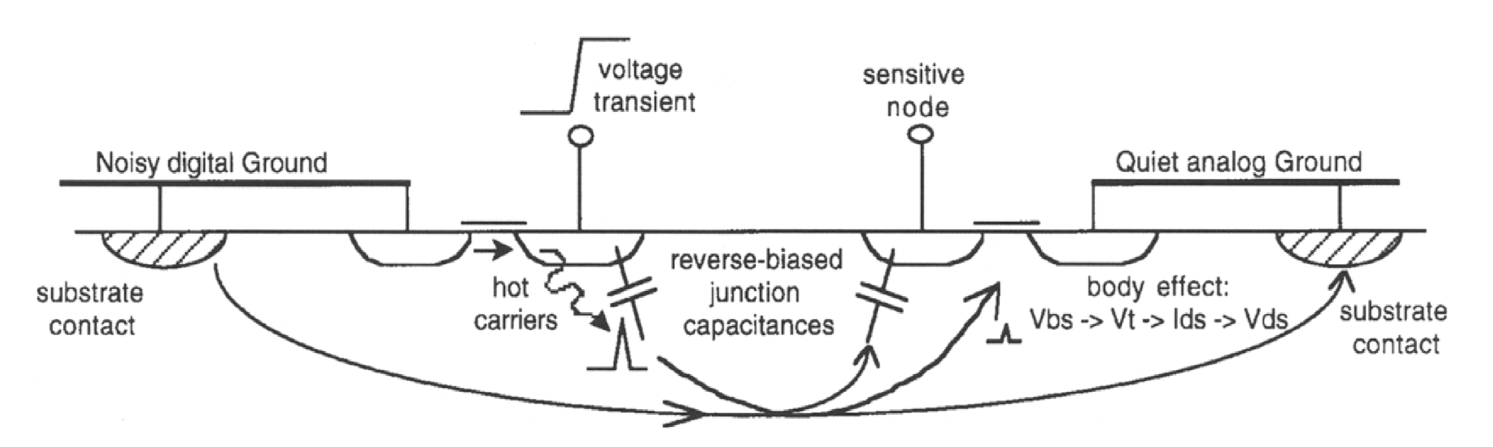 voltage
transient
sensitive
node
Noisy digital Ground
Quiet analog Ground
substrate
contact
hot
carriers
reverse-biased
junction
capacitances
body effect:
Vbs -> Vt -> Ids -> Vds
substrate
contact